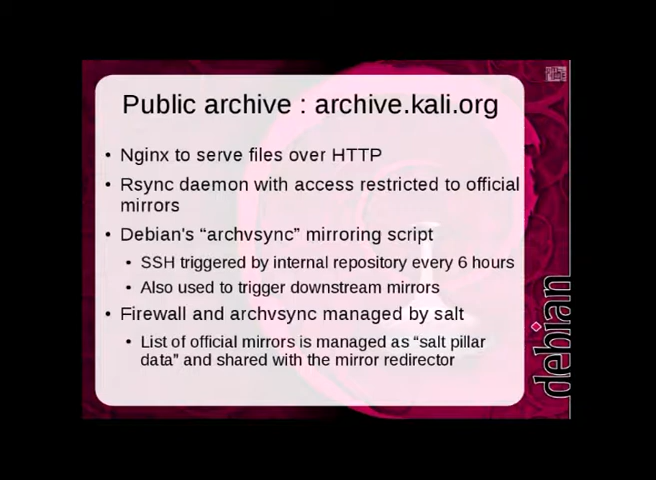 Public archive : archive.kali.org
• Nginx to serve files over HTTP
• Rsync daemon with access restricted to official
mirrors
• Debian's “archvsync” mirroring script
• SSH triggered by internal repository every 6 hours
• Also used to trigger downstream mirrors
• Firewall and archvsync managed by salt
• List of official mirrors is managed as “salt pillar
data” and shared with the mirror redirector
debian